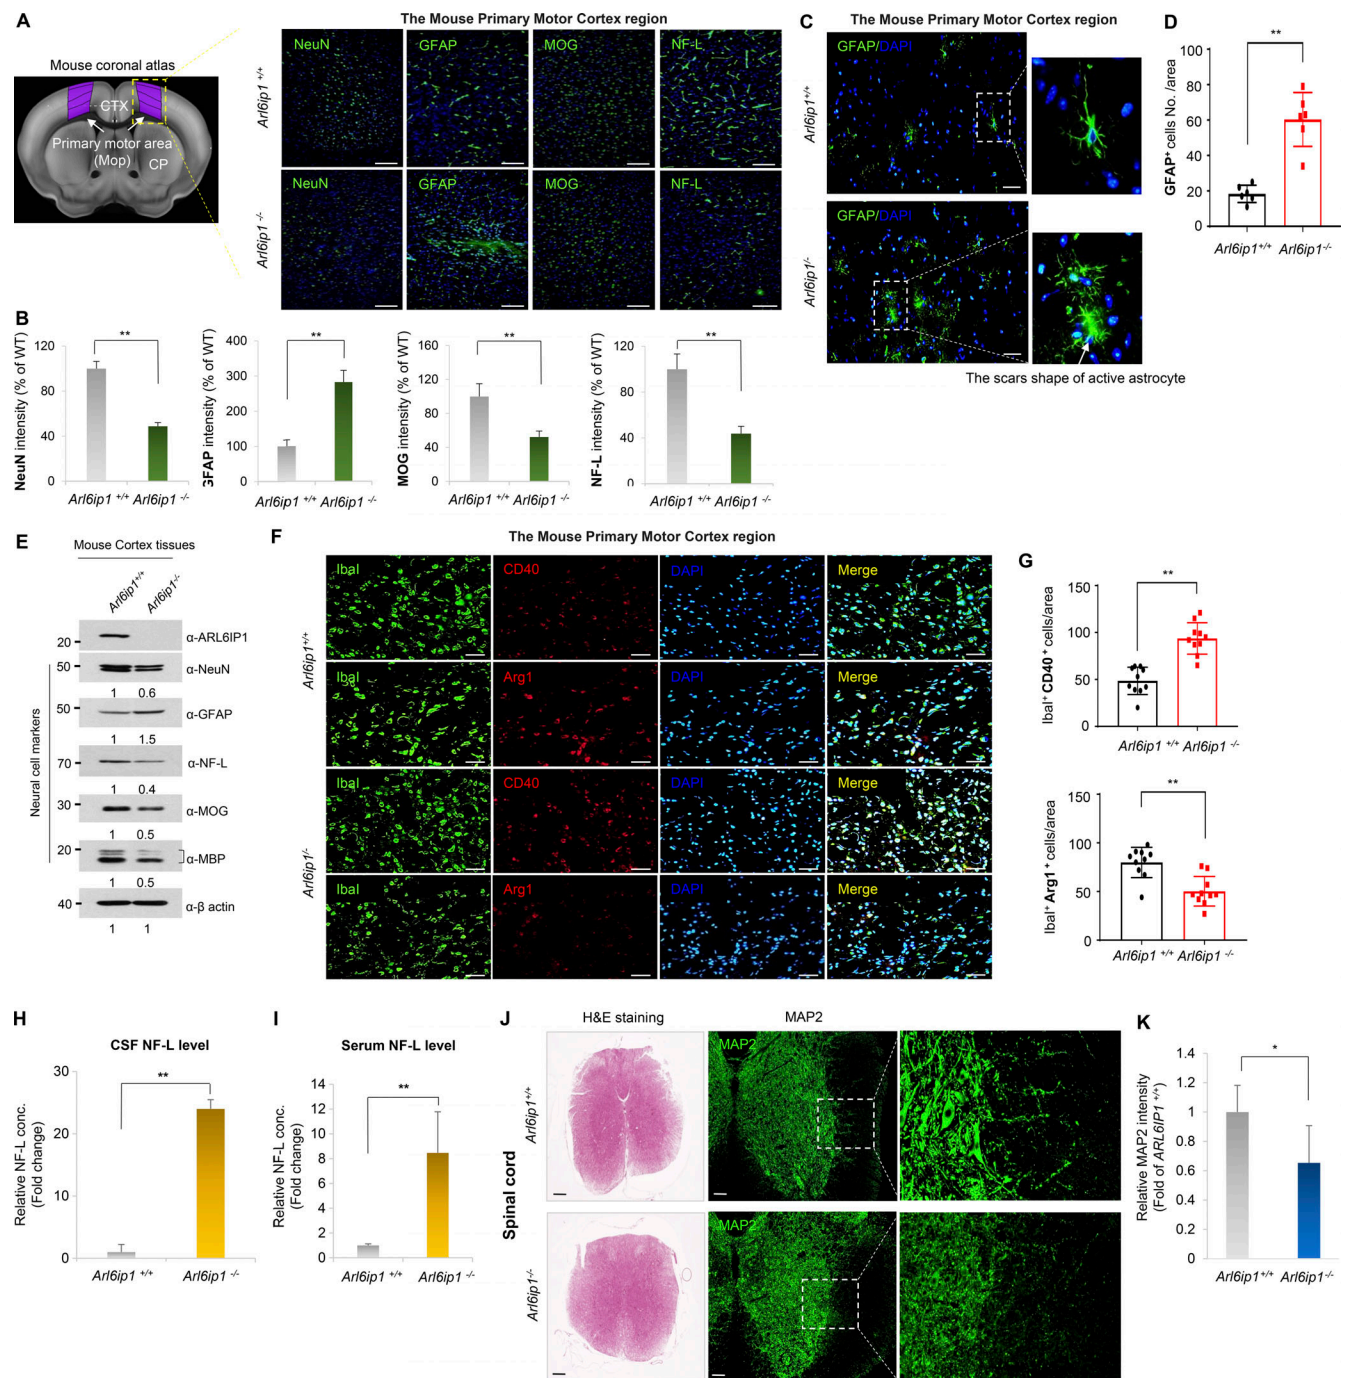 A
The Mouse Primary Motor Cortex region
Mouse coronal atlas
CTX
Primary motor area
(Mop)
CP
Arl6ip1 +/+
NeuN
GFAP
MOG
NF-L
Arl6ip1 -/-
NeuN
GFAP
MOG
NF-L
B
NeuN intensity (% of WT)
120
80
40
0
**
Arl6ip1 +/+ Arl6ip1 -/-
GFAP intensity (% of WT)
400
300
200
100
0
**
Arl6ip1 +/+ Arl6ip1 -/-
MOG intensity (% of WT)
160
120
80
40
0
**
Arl6ip1 +/+ Arl6ip1 -/-
NF-L intensity (% of WT)
120
80
40
0
**
Arl6ip1 +/+ Arl6ip1 -/-
C
The Mouse Primary Motor Cortex region
Arl6ip1+/+
GFAP/DAPI
Arl6ip1/-
GFAP/DAPI
The scars shape of active astrocyte
D
GFAP+ cells No. /area
100
80
60
40
20
0
**
Arl6ip1+/+ Arl6ip1-/-
E
Mouse Cortex tissues
Arl6ip1+/+
Arl6ip1-/-
Neural cell markers
20
α-ARL6IP1
50
α-NeuN
1 0.6
50
α-GFAP
1 1.5
70
α-NF-L
1 0.4
30
α-MOG
1 0.5
20
α-MBP
1 0.5
40
α-β actin
1 1
F
The Mouse Primary Motor Cortex region
Arl6ip1+/+
Ibal
CD40
DAPI
Merge
Ibal
Arg1
DAPI
Merge
Arl6ip1/-
Ibal
CD40
DAPI
Merge
Ibal
Arg1
DAPI
Merge
G
Ibal+ CD40+ cells/area
150
100
50
0
**
Arl6ip1 +/+ Arl6ip1 -/-
Ibal+ Arg1 + cells/area
150
100
50
0
**
Arl6ip1 +/+ Arl6ip1 -/-
H
CSF NF-L level
Relative NF-L conc.
(Fold change)
30
20
10
0
**
Arl6ip1 +/+ Arl6ip1 -/-
I
Serum NF-L level
Relative NF-L conc.
(Fold change)
14
12
10
8
6
4
2
0
**
Arl6ip1 +/+ Arl6ip1 -/-
J
H&E staining
MAP2
Spinal cord
Arl6ip1+/+
MAP2
Arl6ip1-/-
MAP2
K
Relative MAP2 intensity
(Fold of ARL6IP1 +/+)
1.4
1.2
1
0.8
0.6
0.4
0.2
0
*
Arl6ip1+/+ Arl6ip1-/-